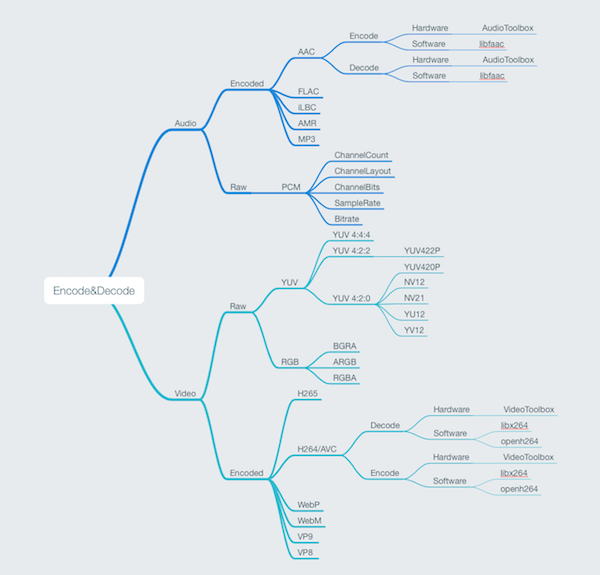 Encode&Decode
Audio
Encoded
AAC
Encode
Hardware AudioToolbox
Software libfaac
Decode
Hardware AudioToolbox
Software libfaac
FLAC
iLBC
AMR
MP3
Raw
PCM
ChannelCount
ChannelLayout
ChannelBits
SampleRate
Bitrate
Video
Raw
YUV
YUV 4:4:4
YUV 4:2:2 YUV422P
YUV 4:2:0
YUV420P
NV12
NV21
YU12
YV12
RGB
BGRA
ARGB
RGBA
Encoded
H265
H264/AVC
Decode
Hardware VideoToolbox
Software
libx264
openh264
Encode
Hardware VideoToolbox
Software
libx264
openh264
WebP
WebM
VP9
VP8